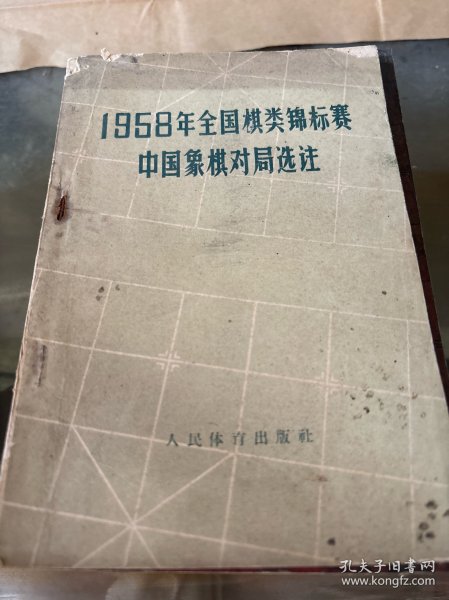 1958年全国棋类锦标赛
中国象棋对局选注
人民体育出版社
孔夫子旧书网
www.kongfz.com